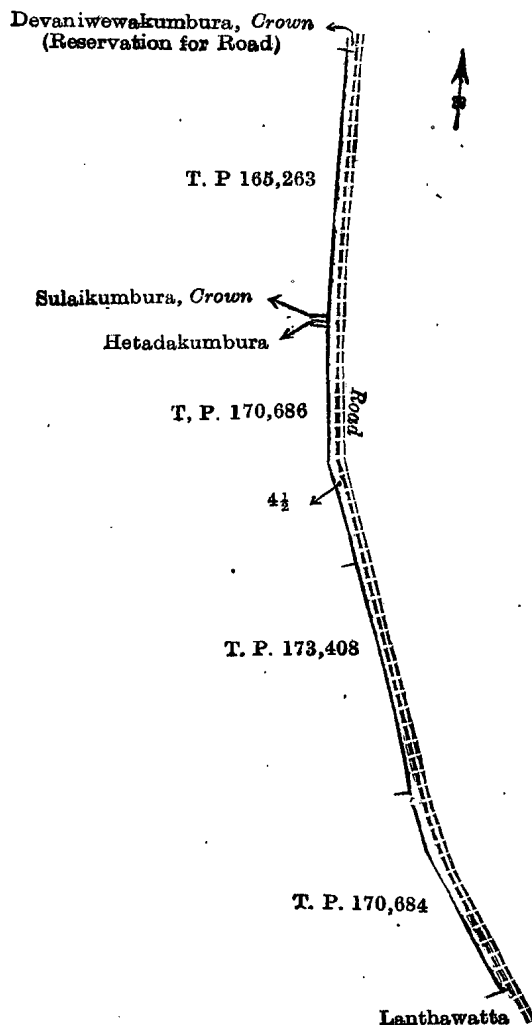 Devaniwewakumbura, Crown
(Reservation for Road)
T. P 165,263
Sulaikumbura, Crown
Hetadakumbura
T, P. 170,686
Road
4½
T. P. 173,408
T. P. 170,684
Lanthawatta